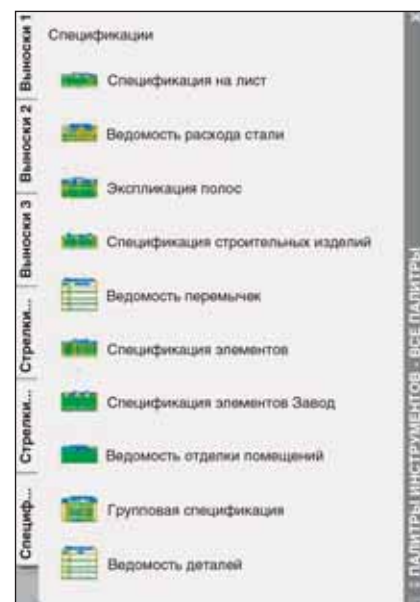 Спецификации
Спецификация на лист
Ведомость расхода стали
Экспликация полос
Спецификация строительных изделий
Ведомость перемычек
Спецификация элементов
Спецификация элементов Завод
Ведомость отделки помещений
Групповая спецификация
Ведомость деталей
Выноски 1
Выноски 2
Выноски 3
Стрелки...
Стрелки...
Специф...
ПАЛИТРЫ ИНСТРУМЕНТОВ - ВСЕ ПАЛИТРЫ